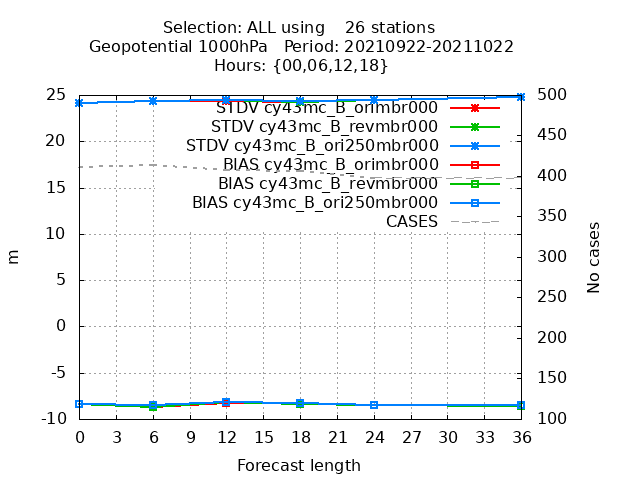 Selection: ALL using    26 stations
Geopotential 1000hPa   Period: 20210922-20211022
Hours: {00,06,12,18}
25 500
STDV cy43mc_B_orimbr000
STDV cy43mc_B_revmbr000
20 450
STDV cy43mc_B_ori250mbr000
BIAS cy43mc_B_orimbr000
15 400
BIAS cy43mc_B_revmbr000
BIAS cy43mc_B_ori250mbr000
CASES
10 350
5 300
m
No cases
0 250
200
-5 150
-10 100
0 3 6 9 12 15 18 21 24 27 30 33 36
Forecast length